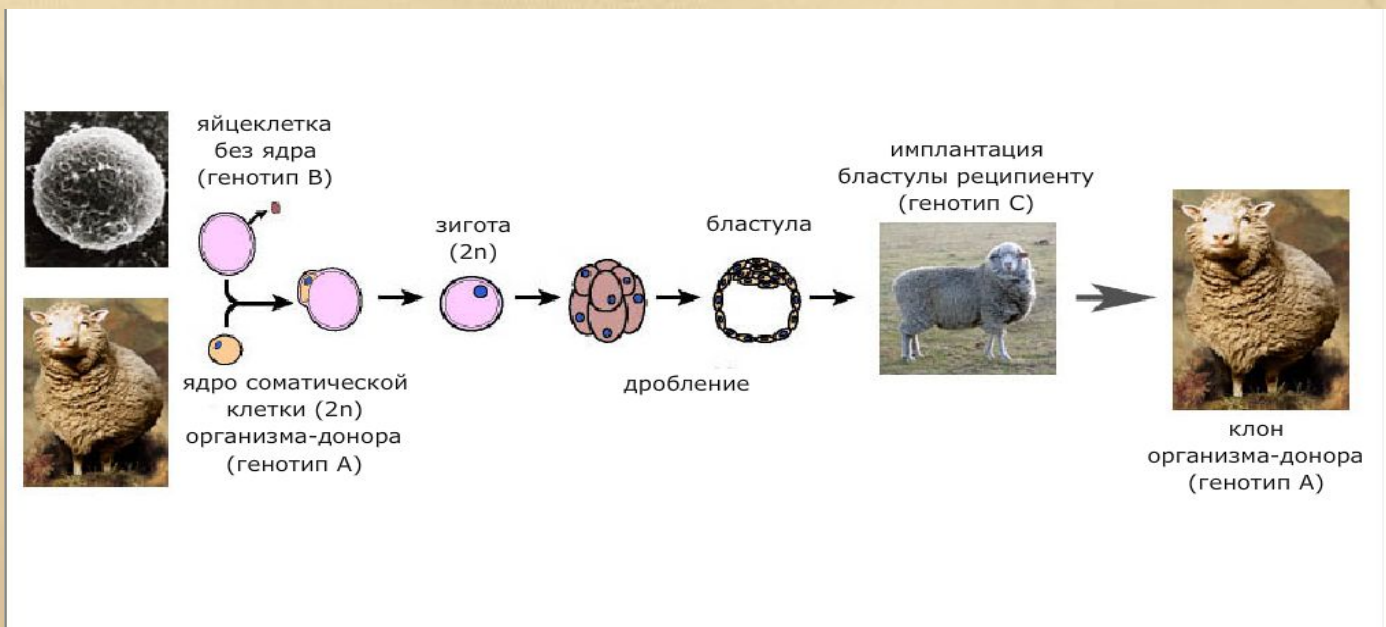 яйцеклетка
без ядра
(генотип В)
ядро соматической
клетки (2n)
организма-донора
(генотип А)
зигота
(2n)
дробление
бластула
имплантация
бластулы реципиенту
(генотип С)
клон
организма-донора
(генотип А)